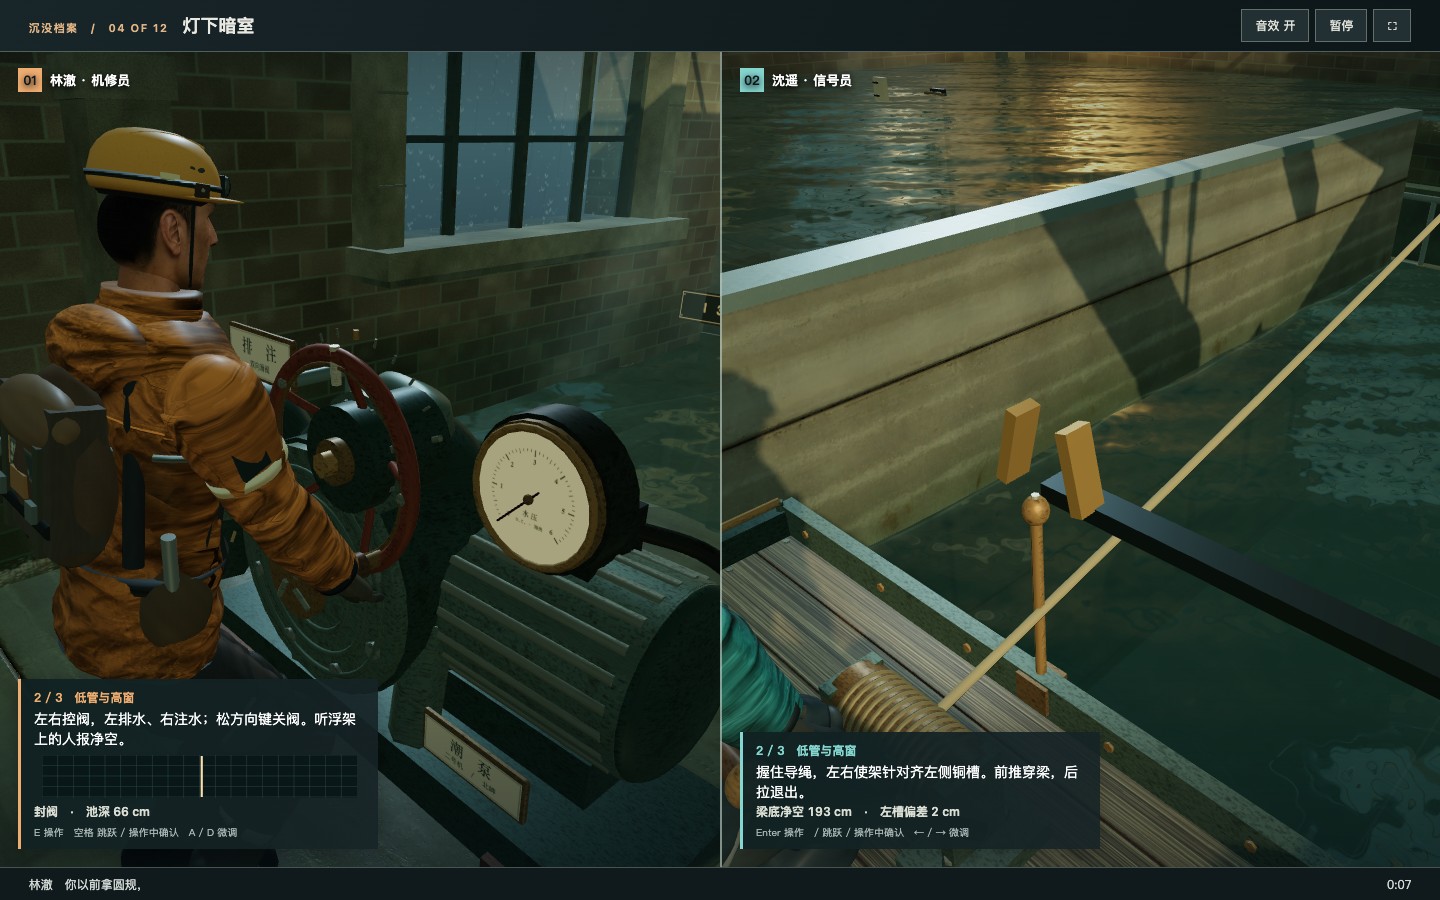 沉没档案 / 04 OF 12 灯下暗室
音效 开
暂停
01 林澈 · 机修员
02 沈遥 · 信号员
排 注
1 2 3
水压
潮 泵
2 / 3 低管与高窗
左右控阀，左排水、右注水；松方向键关阀。听浮架
上的人报净空。
封阀 · 池深 66 cm
E 操作 空格 跳跃 / 操作中确认 A / D 微调
2 / 3 低管与高窗
握住导绳，左右使架针对齐左侧铜槽。前推穿梁，后
拉退出。
梁底净空 193 cm · 左槽偏差 2 cm
Enter 操作 / 跳跃 / 操作中确认 ← / → 微调
林澈 你以前拿圆规，
0:07